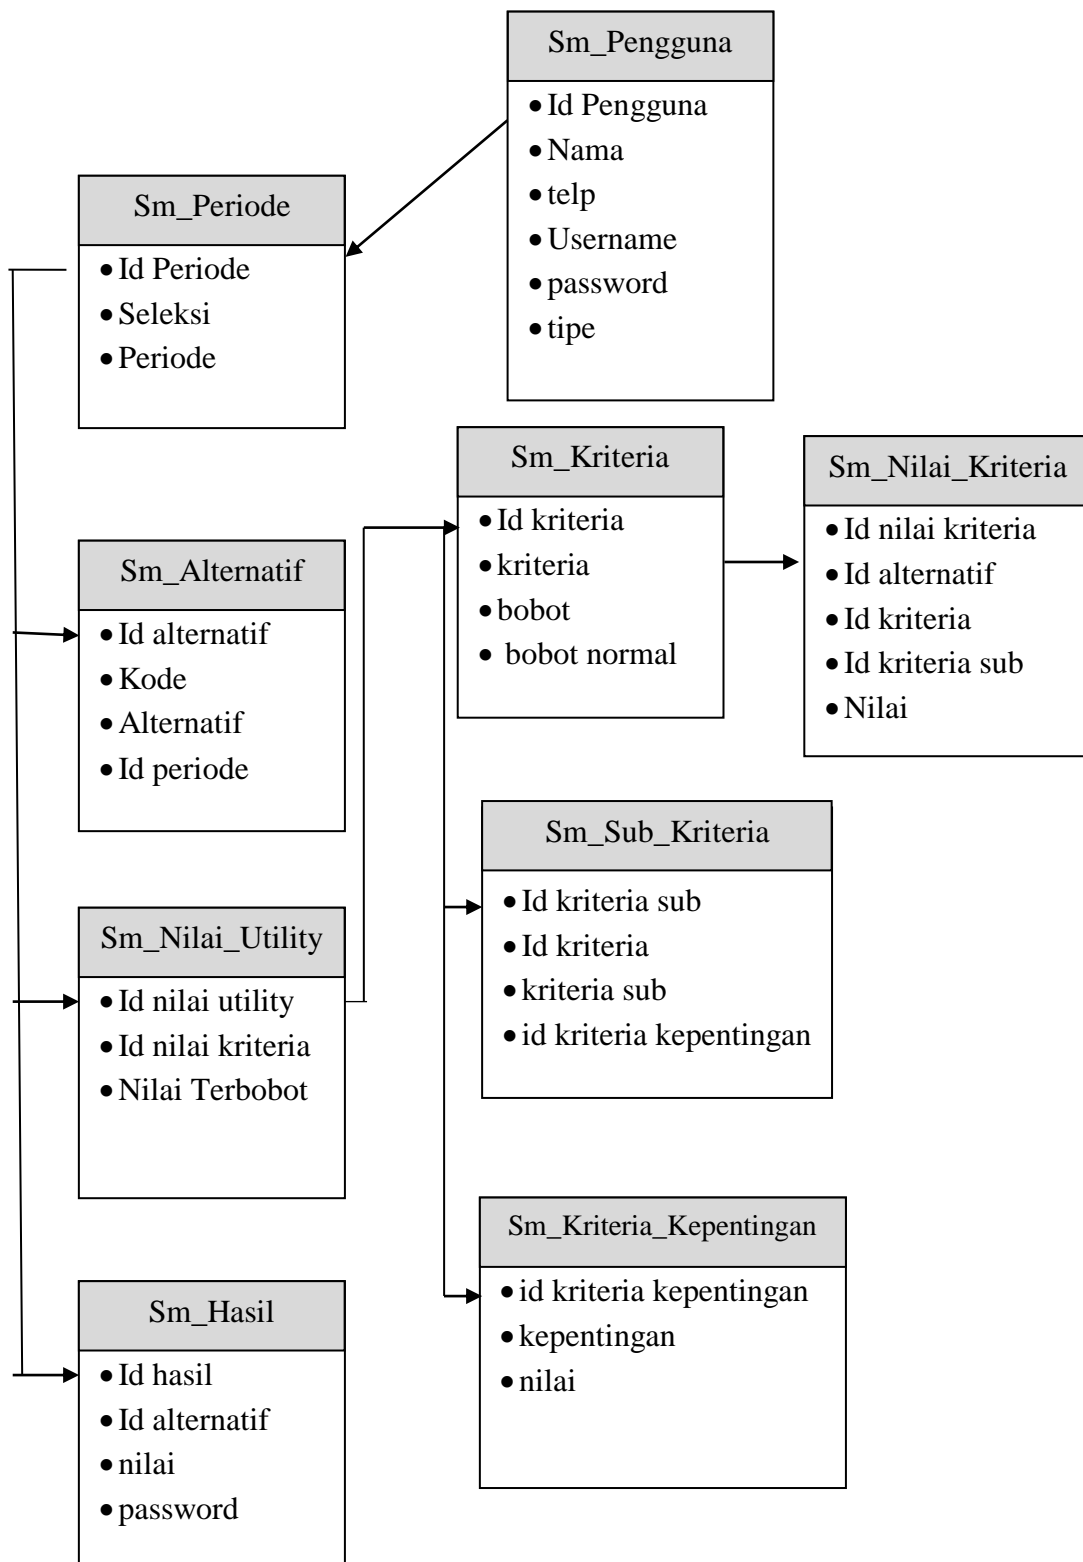 Sm_Pengguna
• Id Pengguna
• Nama
• telp
• Username
• password
• tipe
Sm_Periode
• Id Periode
• Seleksi
• Periode
Sm_Kriteria
• Id kriteria
• kriteria
• bobot
• bobot normal
Sm_Nilai_Kriteria
• Id nilai kriteria
• Id alternatif
• Id kriteria
• Id kriteria sub
• Nilai
Sm_Alternatif
• Id alternatif
• Kode
• Alternatif
• Id periode
Sm_Sub_Kriteria
• Id kriteria sub
• Id kriteria
• kriteria sub
• id kriteria kepentingan
Sm_Nilai_Utility
• Id nilai utility
• Id nilai kriteria
• Nilai Terbobot
Sm_Kriteria_Kepentingan
• id kriteria kepentingan
• kepentingan
• nilai
Sm_Hasil
• Id hasil
• Id alternatif
• nilai
• password